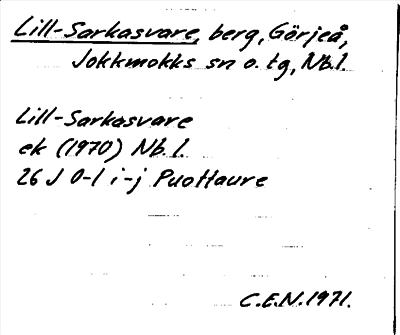 Lill-Sarkasvare, berg, Görjeå,
Jokkmokks sn o. tg, Nb.l.
Lill-Sarkasvare
ek (1970) Nb.l.
26 J 0-1 i-j Puottaure
C.E.N. 1971.